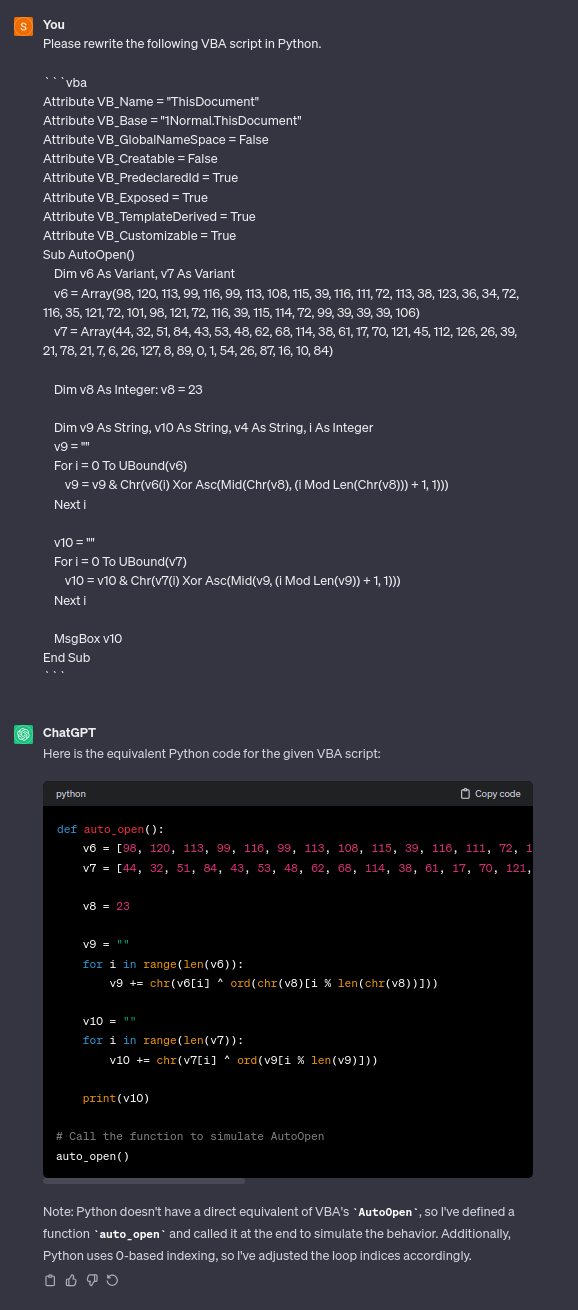 S
You
Please rewrite the following VBA script in Python.
```vba
Attribute VB_Name = "ThisDocument"
Attribute VB_Base = "1Normal.ThisDocument"
Attribute VB_GlobalNameSpace = False
Attribute VB_Creatable = False
Attribute VB_PredeclaredId = True
Attribute VB_Exposed = True
Attribute VB_TemplateDerived = True
Attribute VB_Customizable = True
Sub AutoOpen()
Dim v6 As Variant, v7 As Variant
v6 = Array(98, 120, 113, 99, 116, 99, 113, 108, 115, 39, 116, 111, 72, 113, 38, 123, 36, 34, 72,
116, 35, 121, 72, 101, 98, 121, 72, 116, 39, 115, 114, 72, 99, 39, 39, 39, 106)
v7 = Array(44, 32, 51, 84, 43, 53, 48, 62, 68, 114, 38, 61, 17, 70, 121, 45, 112, 126, 26, 39,
21, 78, 21, 7, 6, 26, 127, 8, 89, 0, 1, 54, 26, 87, 16, 10, 84)
Dim v8 As Integer: v8 = 23
Dim v9 As String, v10 As String, v4 As String, i As Integer
v9 = ""
For i = 0 To UBound(v6)
v9 = v9 & Chr(v6(i) Xor Asc(Mid(Chr(v8), (i Mod Len(Chr(v8))) + 1, 1)))
Next i
v10 = ""
For i = 0 To UBound(v7)
v10 = v10 & Chr(v7(i) Xor Asc(Mid(v9, (i Mod Len(v9)) + 1, 1)))
Next i
MsgBox v10
End Sub
```
ChatGPT
Here is the equivalent Python code for the given VBA script:
python Copy code
def auto_open():
v6 = [98, 120, 113, 99, 116, 99, 113, 108, 115, 39, 116, 111, 72, 1
v7 = [44, 32, 51, 84, 43, 53, 48, 62, 68, 114, 38, 61, 17, 70, 121,
v8 = 23
v9 = ""
for i in range(len(v6)):
v9 += chr(v6[i] ^ ord(chr(v8)[i % len(chr(v8))]))
v10 = ""
for i in range(len(v7)):
v10 += chr(v7[i] ^ ord(v9[i % len(v9)]))
print(v10)
# Call the function to simulate AutoOpen
auto_open()
Note: Python doesn't have a direct equivalent of VBA's `AutoOpen`, so I've defined a
function `auto_open` and called it at the end to simulate the behavior. Additionally,
Python uses 0-based indexing, so I've adjusted the loop indices accordingly.